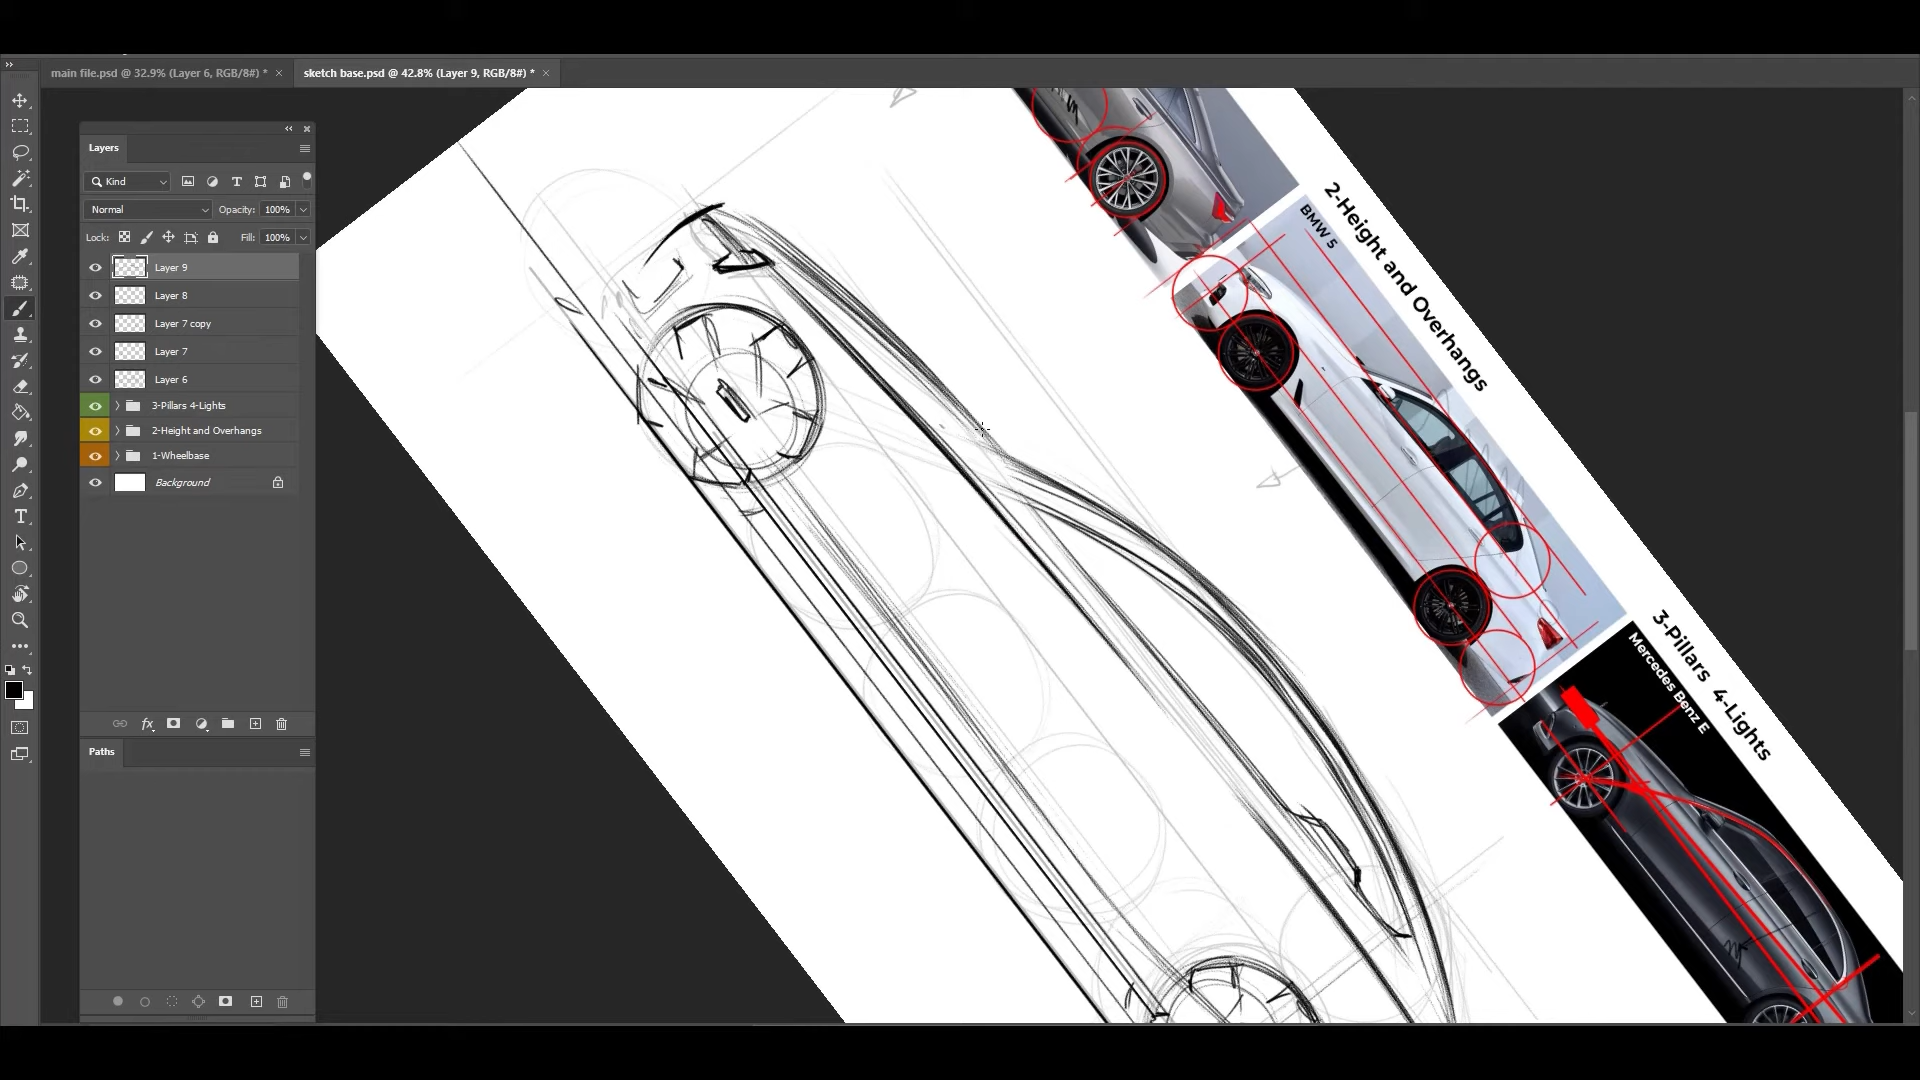 main file.psd @ 32.9% (Layer 6, RGB/8#) *
sketch base.psd @ 42.8% (Layer 9, RGB/8#) *
Layers
Kind
Normal
Opacity: 100%
Lock:
Fill: 100%
Layer 9
Layer 8
Layer 7 copy
Layer 7
Layer 6
3-Pillars 4-Lights
2-Height and Overhangs
1-Wheelbase
Background
fx
Paths
2-Height and Overhangs
BMW 5
3-Pillars 4-Lights
Mercedes Benz E